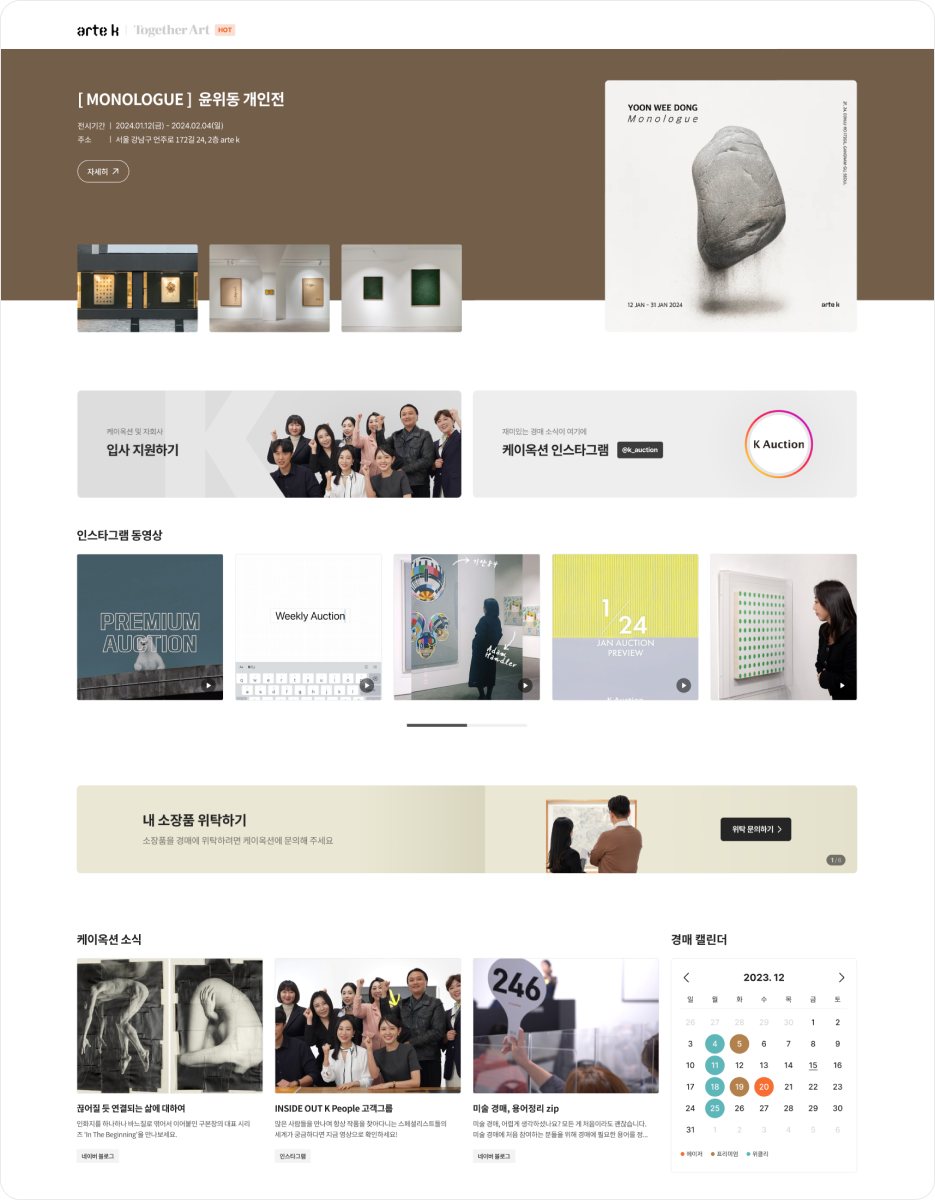 arte k | Together Art HOT
[ MONOLOGUE ] 윤위동 개인전
전시기간 | 2024.01.12(금) - 2024.02.04(일)
주소 | 서울 강남구 언주로 172길 24, 2층 arte k
자세히
YOON WEE DONG
Monologue
12 JAN - 31 JAN 2024
arte k
케이옥션 및 자회사
입사 지원하기
재미있는 경매 소식이 여기에
케이옥션 인스타그램 @k_auction
K Auction
인스타그램 동영상
PREMIUM
AUCTION
Weekly Auction
기안84
Adam
Handler
1/24
JAN AUCTION
PREVIEW
내 소장품 위탁하기
소장품을 경매에 위탁하려면 케이옥션에 문의해 주세요
위탁 문의하기
케이옥션 소식
246
끊어질 듯 연결되는 삶에 대하여
인화지를 하나하나 바느질로 엮어서 이어붙인 구본창의 대표 시리
즈 'In The Beginning'을 만나보세요.
네이버 블로그
INSIDE OUT K People 고객그룹
많은 사람들을 만나며 항상 작품을 찾아다니는 스페셜리스트들의
세계가 궁금하다면 지금 영상으로 확인하세요!
인스타그램
미술 경매, 용어정리 zip
미술 경매, 어렵게 생각하셨나요? 모든 게 처음이라도 괜찮습니다.
미술 경매에 처음 참여하는 분들을 위해 경매에 필요한 용어를 정...
네이버 블로그
경매 캘린더
2023. 12
일 월 화 수 목 금 토
26 27 28 29 30 1 2
3 4 5 6 7 8 9
10 11 12 13 14 15 16
17 18 19 20 21 22 23
24 25 26 27 28 29 30
31 1 2 3 4 5 6
메이저 프리미엄 위클리